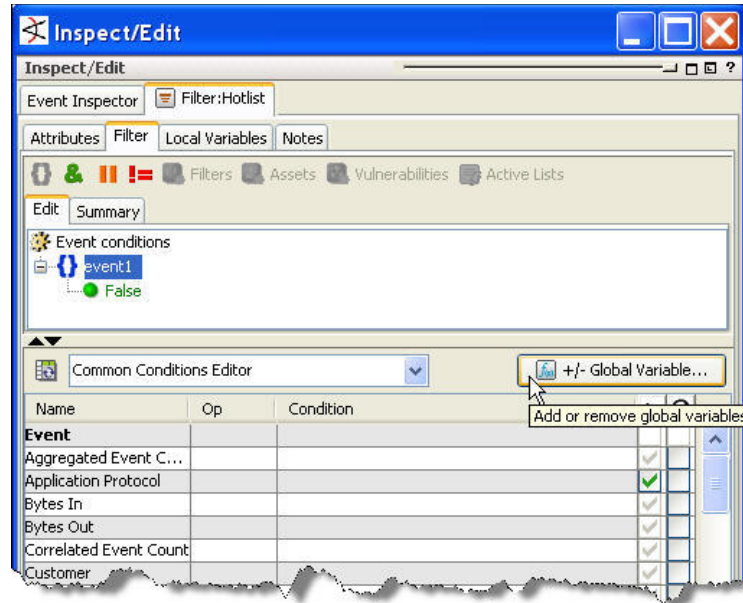 Inspect/Edit
Inspect/Edit ?
Event Inspector Filter:Hotlist
Attributes Filter Local Variables Notes
{} & II != Filters Assets Vulnerabilities Active Lists
Edit Summary
Event conditions
{} event1
False
Common Conditions Editor +/- Global Variable...
Add or remove global variables
Name Op Condition
Event
Aggregated Event C...
Application Protocol
Bytes In
Bytes Out
Correlated Event Count
Customer